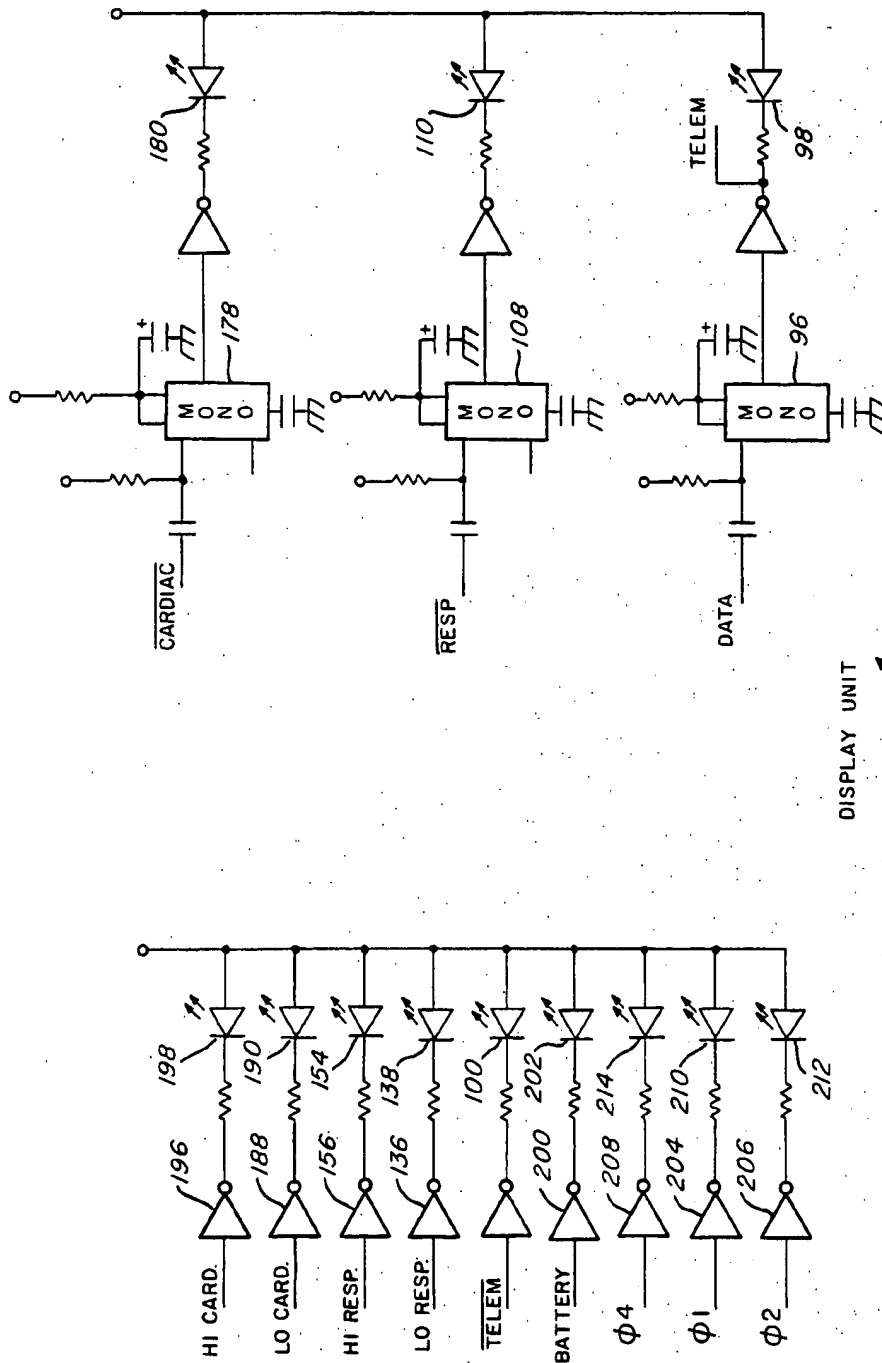 HI CARD.
196
198
LO CARD.
188
190
HI RESP.
156
154
LO RESP.
136
138
TELEM
100
BATTERY
200
202
φ4
208
214
φ1
204
210
φ2
206
212
CARDIAC
MONO
178
180
RESP
MONO
108
110
DATA
MONO
96
TELEM
98
DISPLAY UNIT